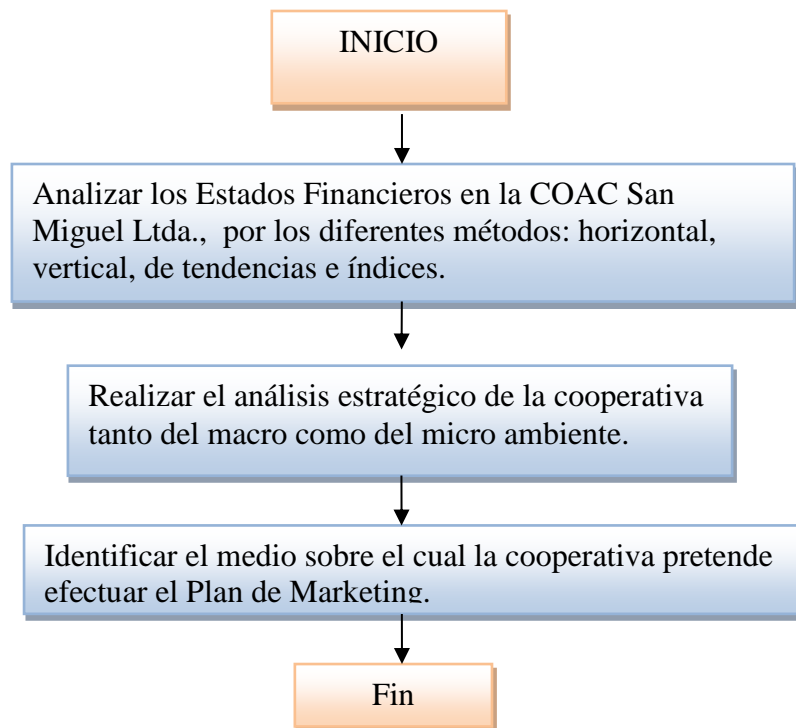 INICIO
Analizar los Estados Financieros en la COAC San
Miguel Ltda., por los diferentes métodos: horizontal,
vertical, de tendencias e índices.
Realizar el análisis estratégico de la cooperativa
tanto del macro como del micro ambiente.
Identificar el medio sobre el cual la cooperativa pretende
efectuar el Plan de Marketing.
Fin